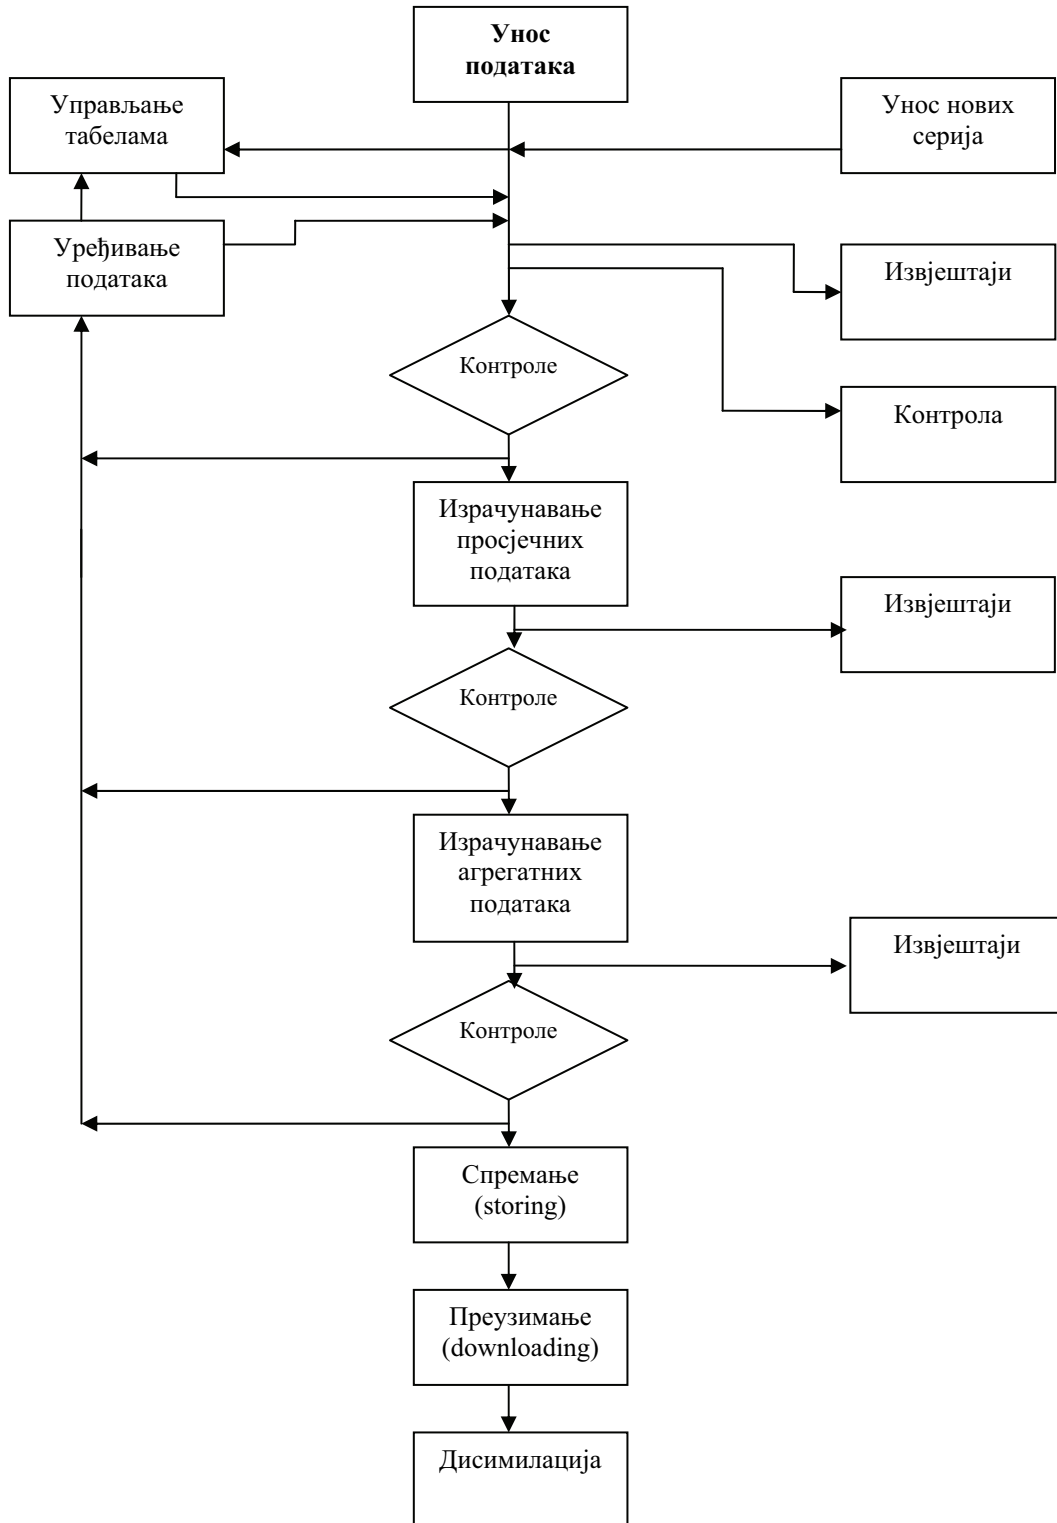 Унос
података
Управљање
табелама
Унос нових
серија
Уређивање
података
Извјештаји
Контроле
Контрола
Израчунавање
просјечних
података
Извјештаји
Контроле
Израчунавање
агрегатних
података
Извјештаји
Контроле
Спремање
(storing)
Преузимање
(downloading)
Дисимилација